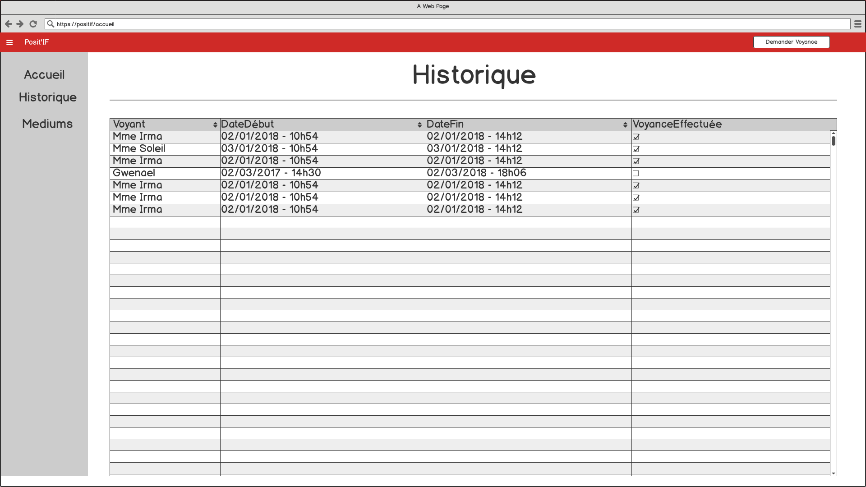 A Web Page
https://positif/accueil
Posit'IF
Demander Voyance
Accueil
Historique
Mediums
Historique
Voyant DateDébut DateFin VoyanceEffectuée
Mme Irma 02/01/2018 - 10h54 02/01/2018 - 14h12
Mme Soleil 03/01/2018 - 10h54 03/01/2018 - 14h12
Mme Irma 02/01/2018 - 10h54 02/01/2018 - 14h12
Gwenael 02/03/2017 - 14h30 02/03/2018 - 18h06
Mme Irma 02/01/2018 - 10h54 02/01/2018 - 14h12
Mme Irma 02/01/2018 - 10h54 02/01/2018 - 14h12
Mme Irma 02/01/2018 - 10h54 02/01/2018 - 14h12